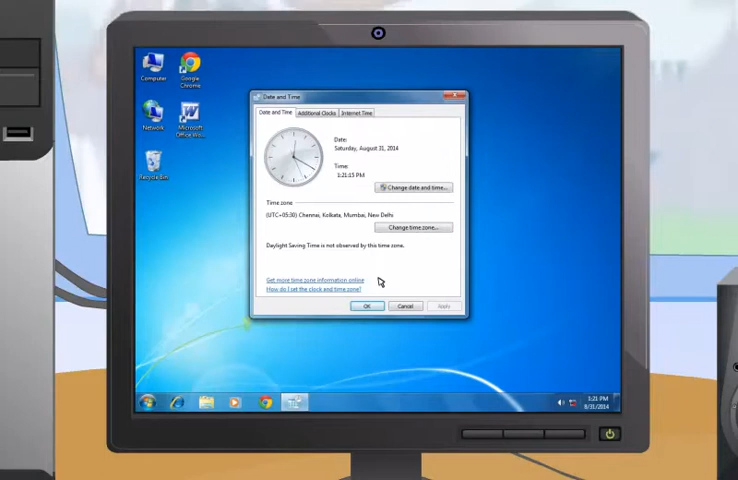 Computer
Google
Chrome
Network
Microsoft
Office Wo...
Recycle Bin
Date and Time
Date and Time
Additional Clocks
Internet Time
Date:
Saturday, August 31, 2014
Time:
1:21:15 PM
Change date and time...
Time zone
(UTC+05:30) Chennai, Kolkata, Mumbai, New Delhi
Change time zone...
Daylight Saving Time is not observed by this time zone.
Get more time zone information online
How do I set the clock and time zone?
OK
Cancel
Apply
1:21 PM
8/31/2014